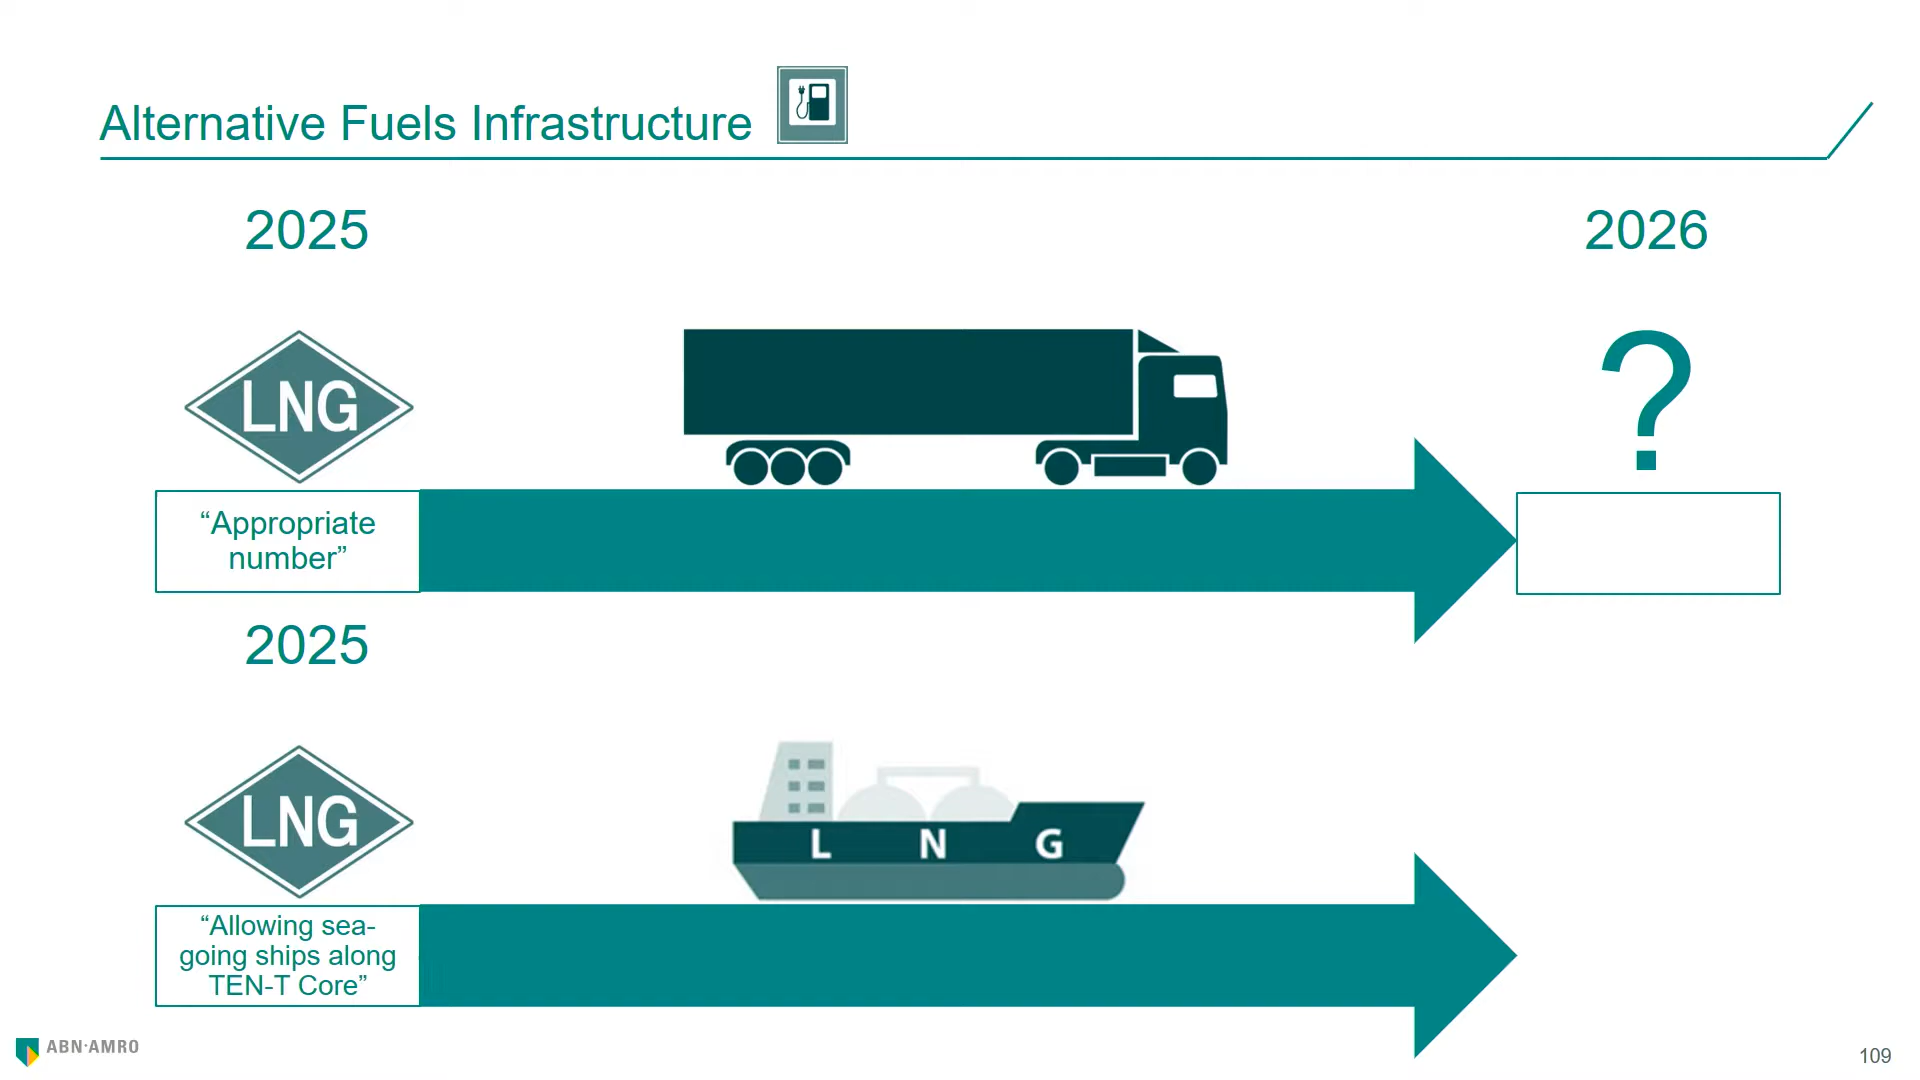 Alternative Fuels Infrastructure
2025
2026
LNG
?
“Appropriate
number”
2025
LNG
L N G
“Allowing sea-
going ships along
TEN-T Core”
ABN·AMRO
109